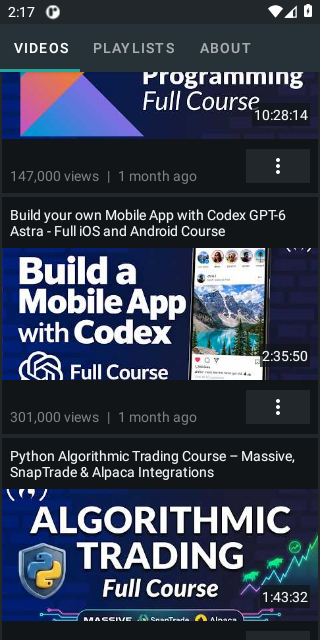 2:17
VIDEOS PLAYLISTS ABOUT
Programming
Full Course
10:28:14
147,000 views | 1 month ago
Build your own Mobile App with Codex GPT-6
Astra - Full iOS and Android Course
Build a
Mobile App
with Codex
Full Course
2:35:50
301,000 views | 1 month ago
Python Algorithmic Trading Course – Massive,
SnapTrade & Alpaca Integrations
ALGORITHMIC
TRADING
Full Course
1:43:32
MASSIVE SnapTrade Alpaca